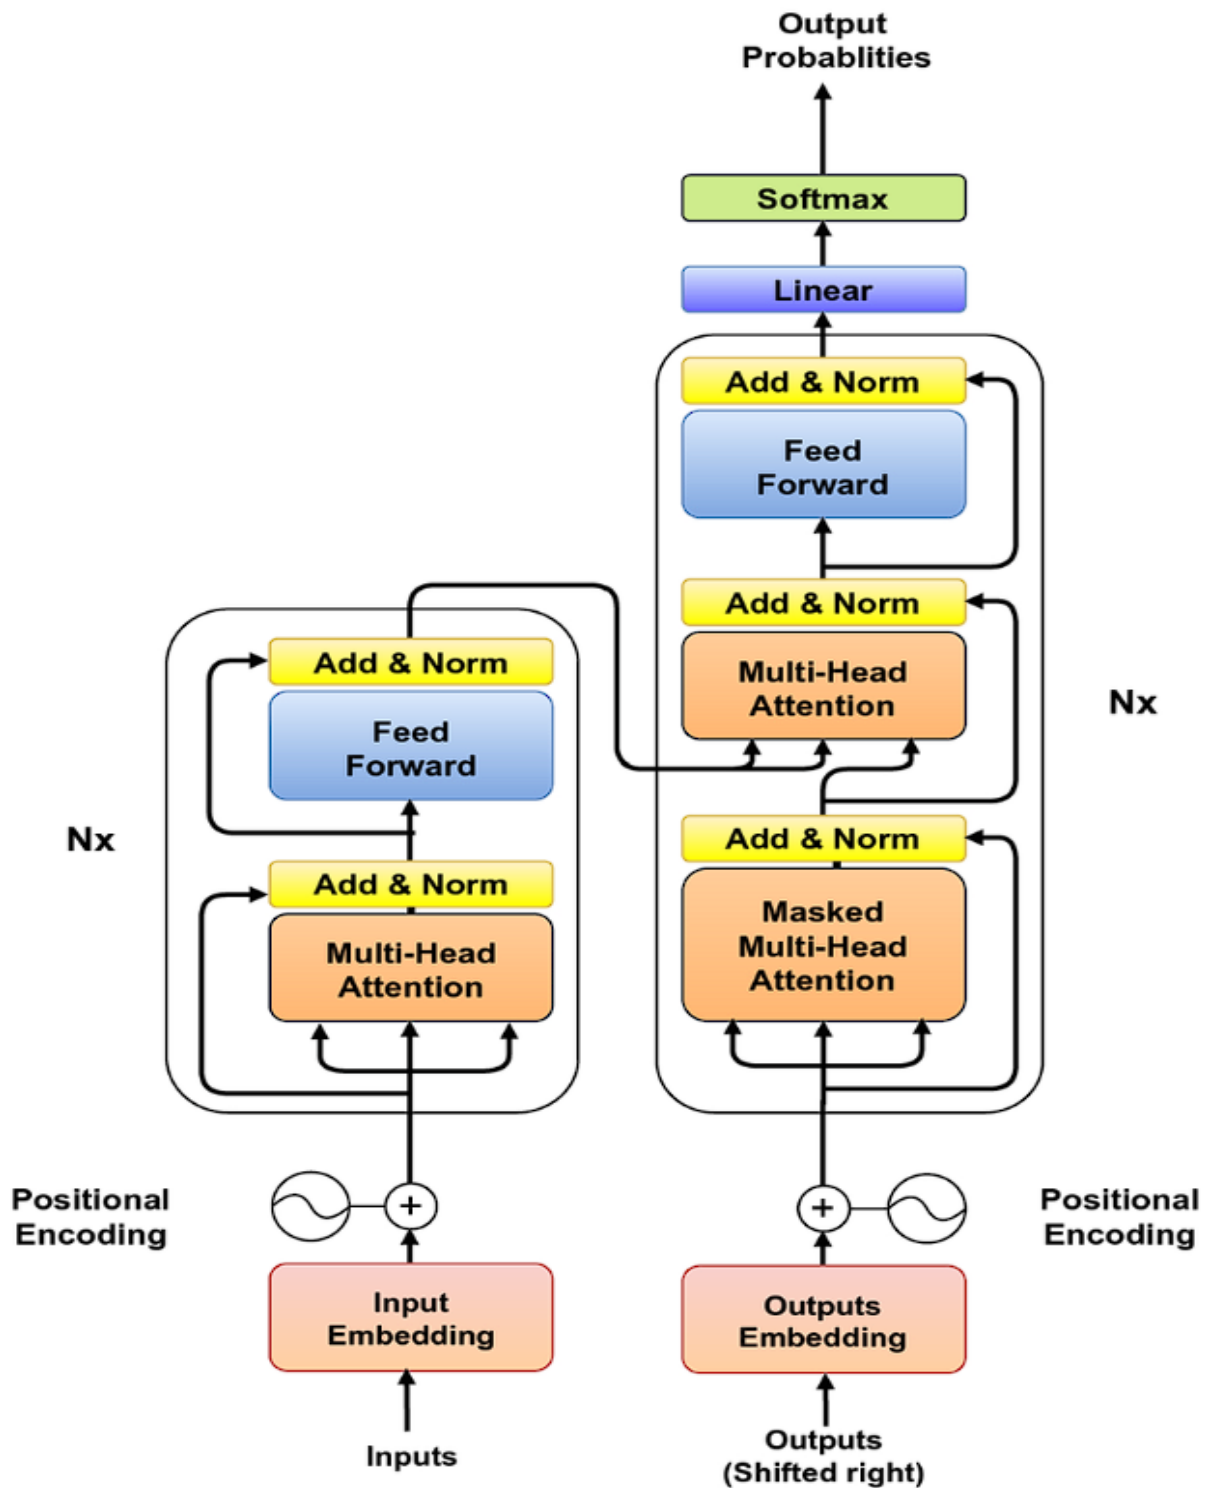 Output
Probablities
Softmax
Linear
Add & Norm
Feed
Forward
Add & Norm
Multi-Head
Attention
Nx
Add & Norm
Masked
Multi-Head
Attention
Add & Norm
Feed
Forward
Nx
Add & Norm
Multi-Head
Attention
Positional
Encoding
+
Input
Embedding
Inputs
+
Positional
Encoding
Outputs
Embedding
Outputs
(Shifted right)